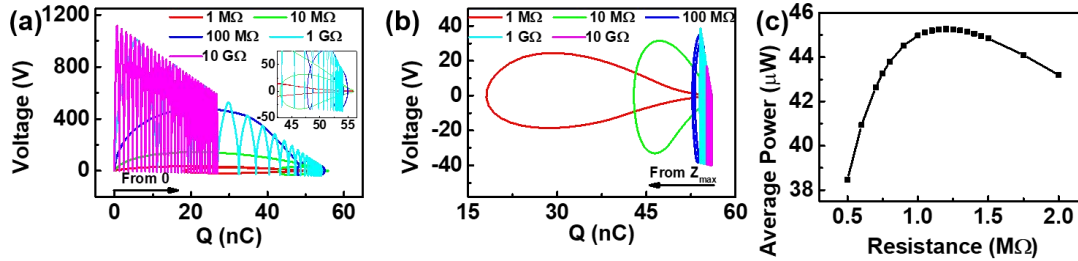 (a)
1200
1000
800
600
400
200
0
Voltage (V)
1 MΩ
10 MΩ
100 MΩ
1 GΩ
10 GΩ
50
0
-50
45 50 55
From 0
0 20 40 60
Q (nC)
(b)
40
20
0
-20
-40
Voltage (V)
1 MΩ
10 MΩ
100 MΩ
1 GΩ
10 GΩ
From Zmax
15 30 45 60
Q (nC)
(c)
46
44
42
40
38
Average Power (μW)
0.5 1.0 1.5 2.0
Resistance (MΩ)